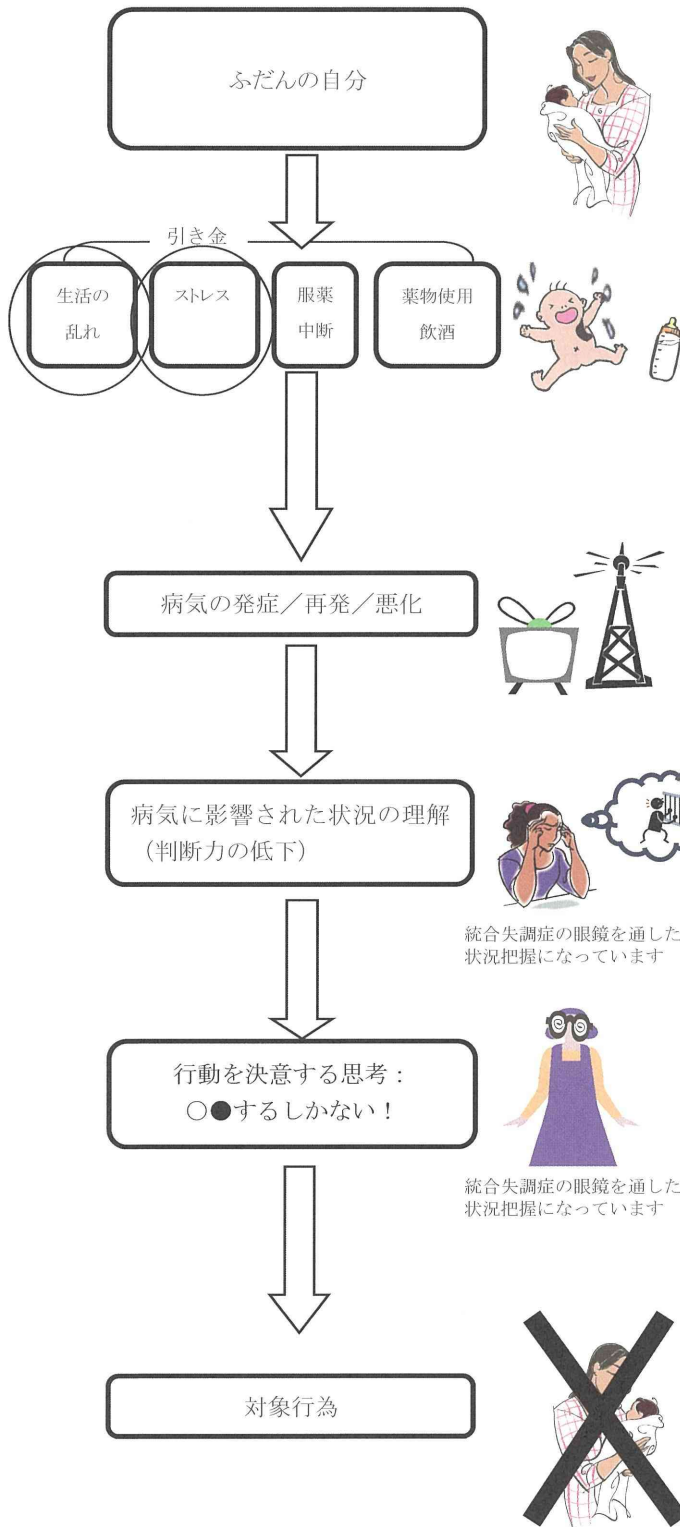 ふだんの自分
引き金
生活の
乱れ
ストレス
服薬
中断
薬物使用
飲酒
病気の発症／再発／悪化
病気に影響された状況の理解
（判断力の低下）
統合失調症の眼鏡を通した
状況把握になっています
行動を決意する思考：
○●するしかない！
統合失調症の眼鏡を通した
状況把握になっています
対象行為